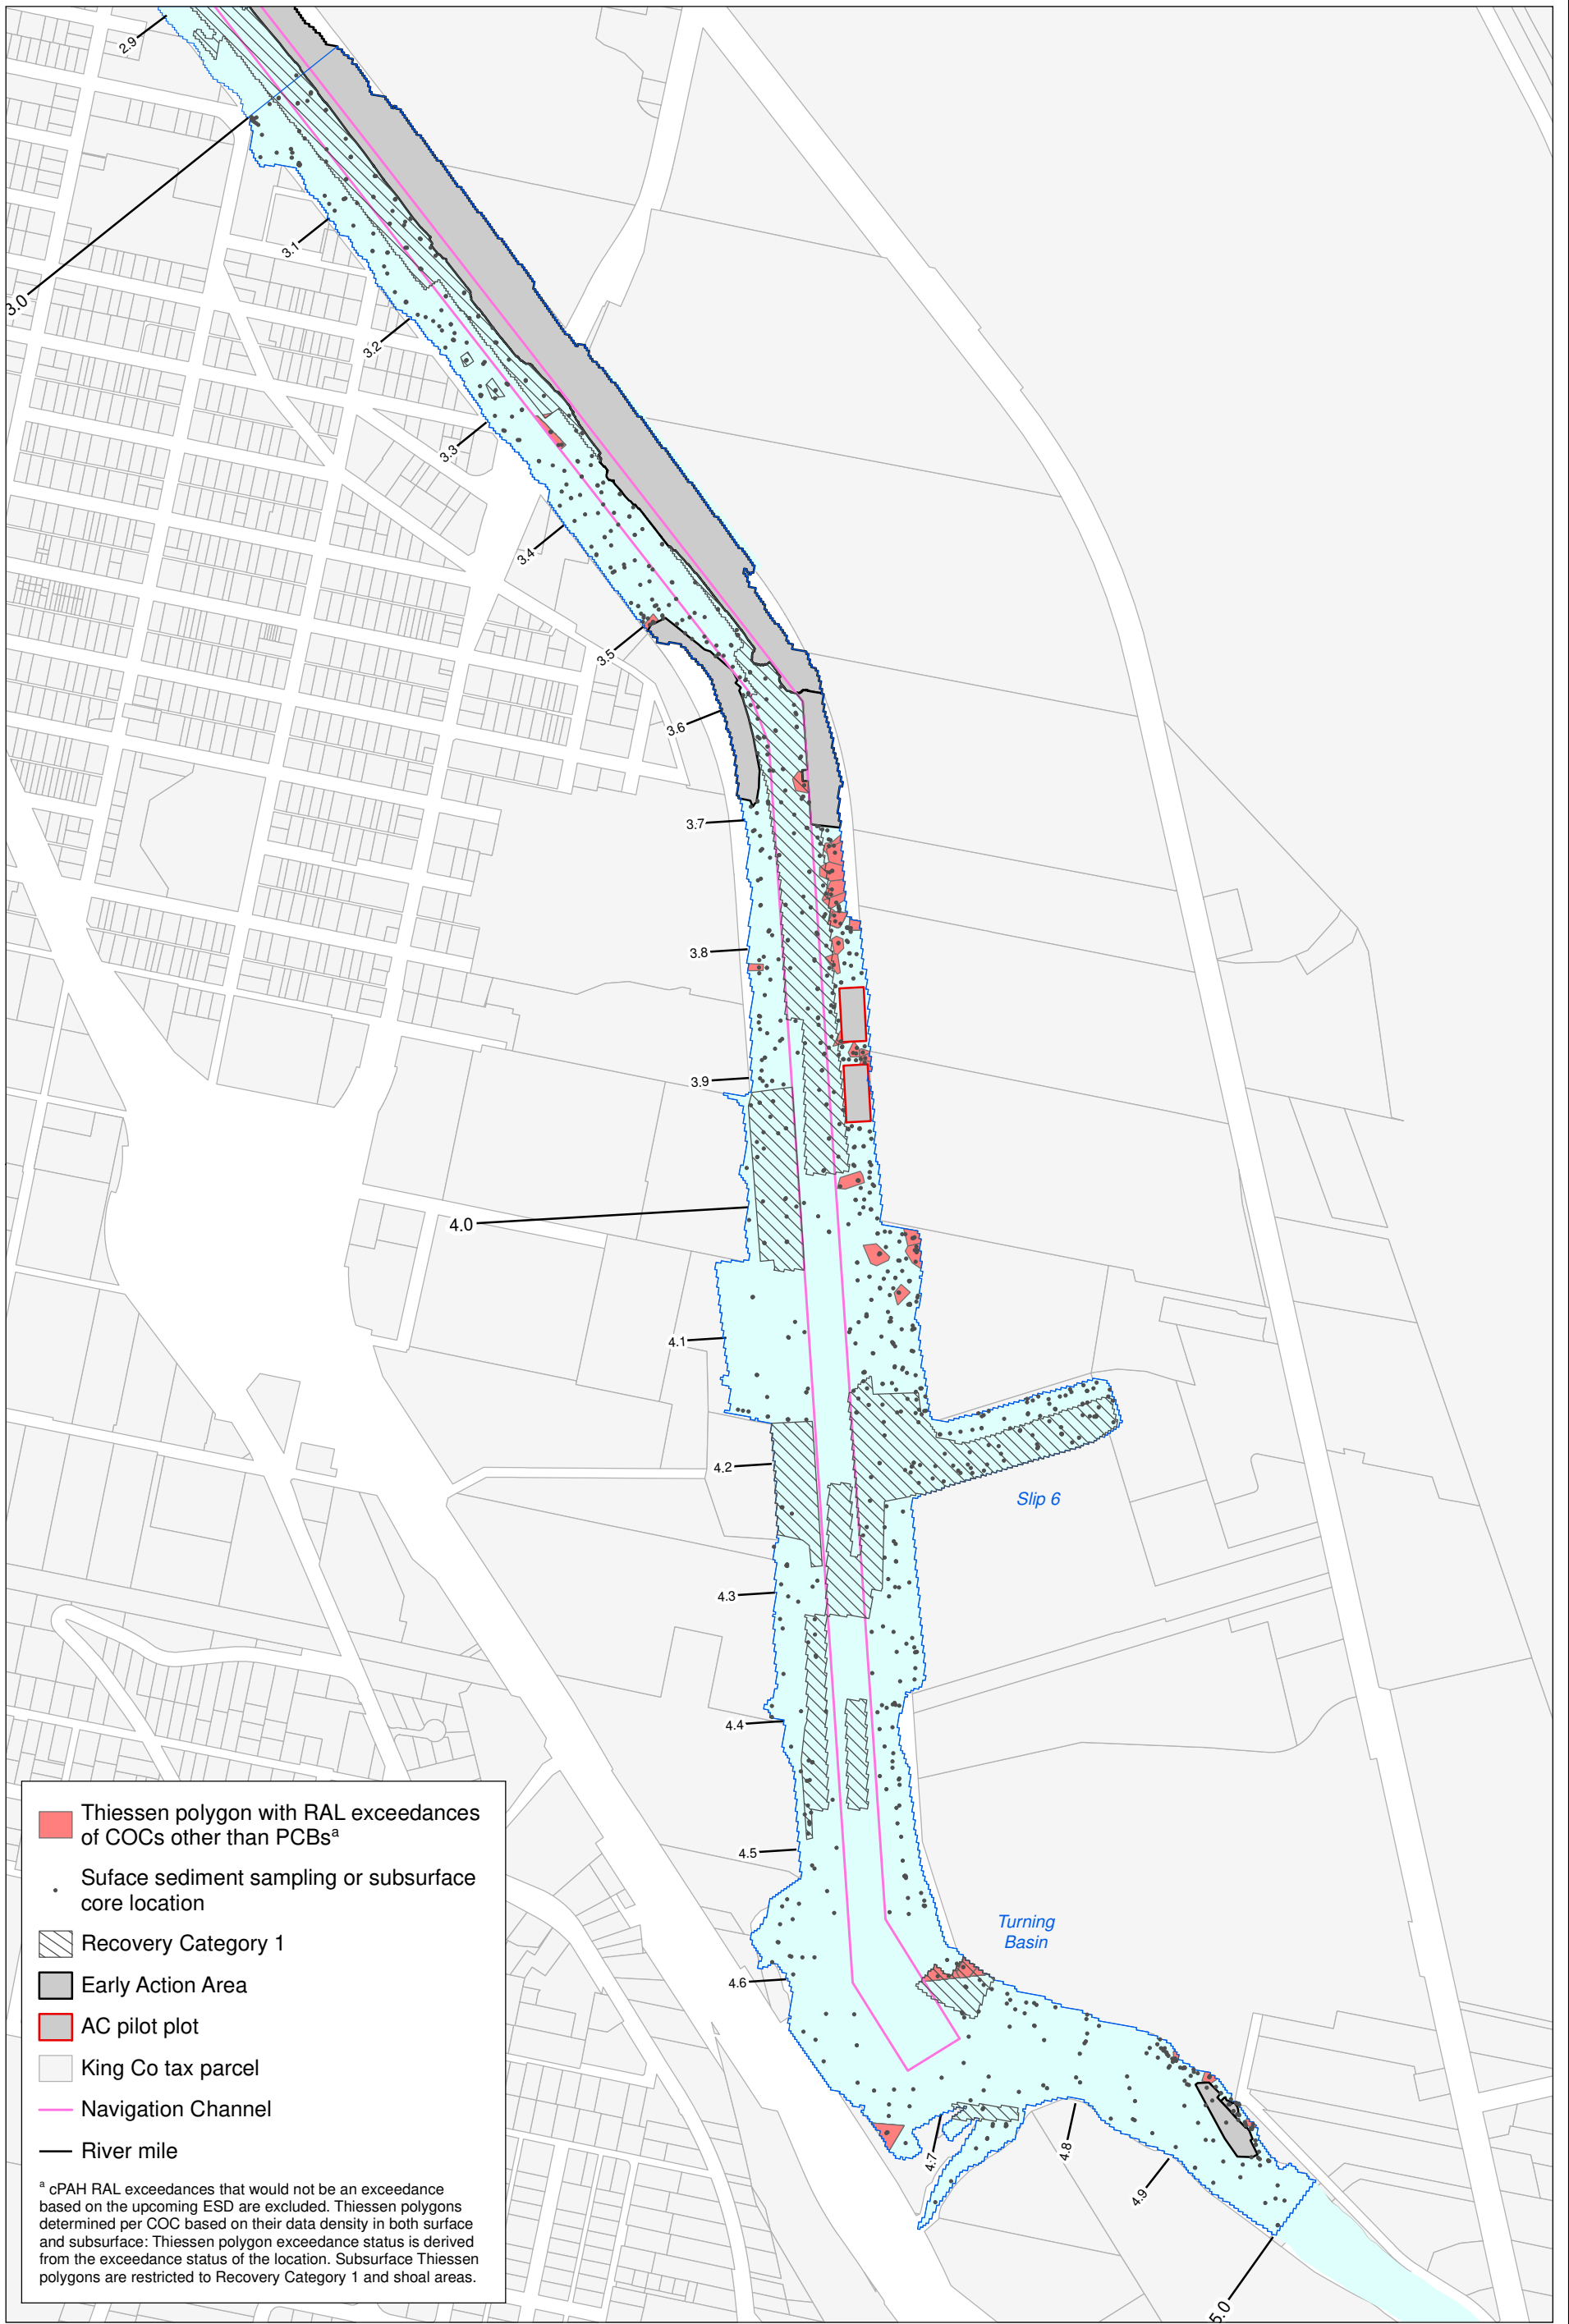 2.9
3.0
3.1
3.2
3.3
3.4
3.5
3.6
3.7
3.8
3.9
4.0
4.1
4.2
Slip 6
4.3
4.4
4.5
Turning
Basin
4.6
4.7
4.8
4.9
5.0
Thiessen polygon with RAL exceedances
of COCs other than PCBsᵃ
Suface sediment sampling or subsurface
core location
Recovery Category 1
Early Action Area
AC pilot plot
King Co tax parcel
Navigation Channel
River mile
ᵃ cPAH RAL exceedances that would not be an exceedance
based on the upcoming ESD are excluded. Thiessen polygons
determined per COC based on their data density in both surface
and subsurface: Thiessen polygon exceedance status is derived
from the exceedance status of the location. Subsurface Thiessen
polygons are restricted to Recovery Category 1 and shoal areas.